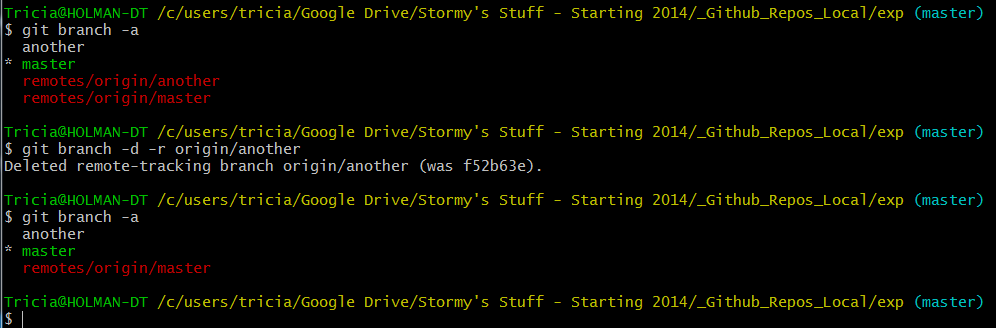 Tricia@HOLMAN-DT /c/users/tricia/Google Drive/Stormy's Stuff - Starting 2014/_Github_Repos_Local/exp (master)
$ git branch -a
  another
* master
  remotes/origin/another
  remotes/origin/master

Tricia@HOLMAN-DT /c/users/tricia/Google Drive/Stormy's Stuff - Starting 2014/_Github_Repos_Local/exp (master)
$ git branch -d -r origin/another
Deleted remote-tracking branch origin/another (was f52b63e).

Tricia@HOLMAN-DT /c/users/tricia/Google Drive/Stormy's Stuff - Starting 2014/_Github_Repos_Local/exp (master)
$ git branch -a
  another
* master
  remotes/origin/master

Tricia@HOLMAN-DT /c/users/tricia/Google Drive/Stormy's Stuff - Starting 2014/_Github_Repos_Local/exp (master)
$